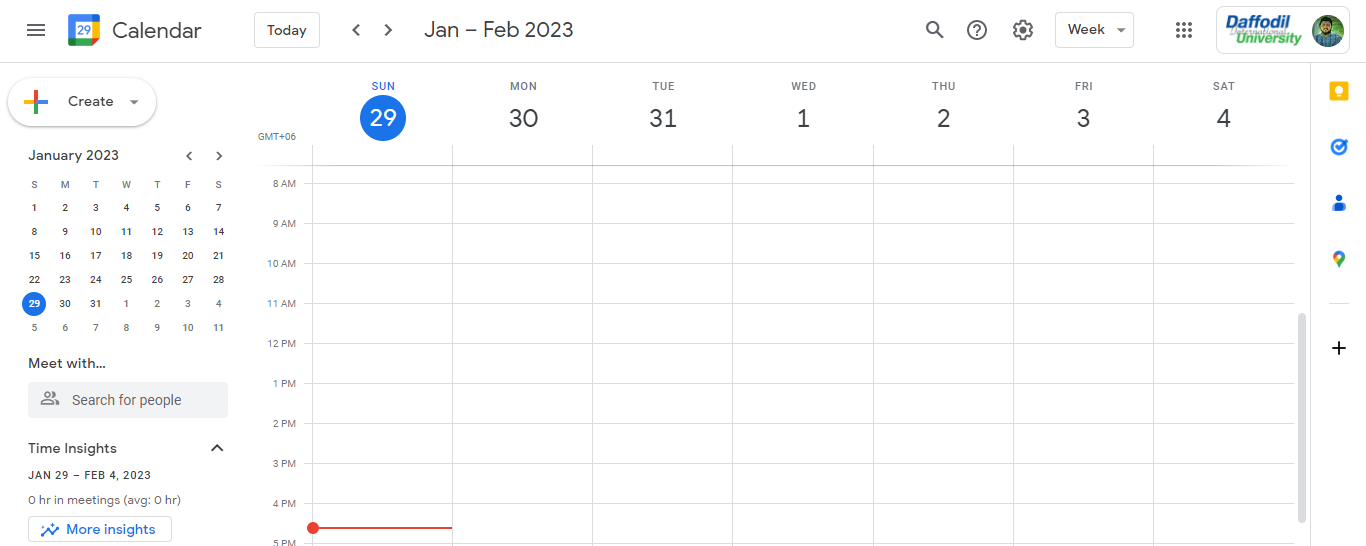 29 Calendar Today Jan – Feb 2023 Week Daffodil International University
Create
January 2023
S M T W T F S
1 2 3 4 5 6 7
8 9 10 11 12 13 14
15 16 17 18 19 20 21
22 23 24 25 26 27 28
29 30 31 1 2 3 4
5 6 7 8 9 10 11
Meet with...
Search for people
Time Insights
JAN 29 – FEB 4, 2023
0 hr in meetings (avg: 0 hr)
More insights
SUN MON TUE WED THU FRI SAT
29 30 31 1 2 3 4
GMT+06
8 AM
9 AM
10 AM
11 AM
12 PM
1 PM
2 PM
3 PM
4 PM
5 PM